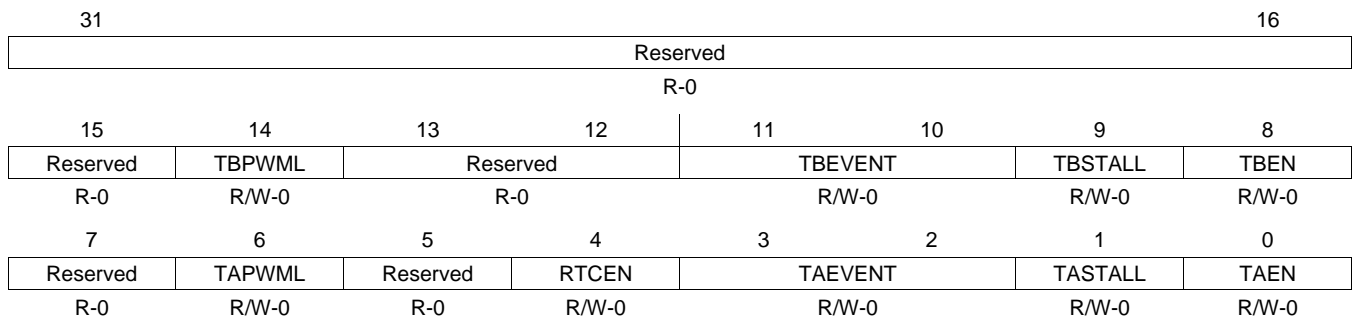 31 16
Reserved
R-0
15 14 13 12 11 10 9 8
Reserved TBPWML Reserved TBEVENT TBSTALL TBEN
R-0 R/W-0 R-0 R/W-0 R/W-0 R/W-0
7 6 5 4 3 2 1 0
Reserved TAPWML Reserved RTCEN TAEVENT TASTALL TAEN
R-0 R/W-0 R-0 R/W-0 R/W-0 R/W-0 R/W-0